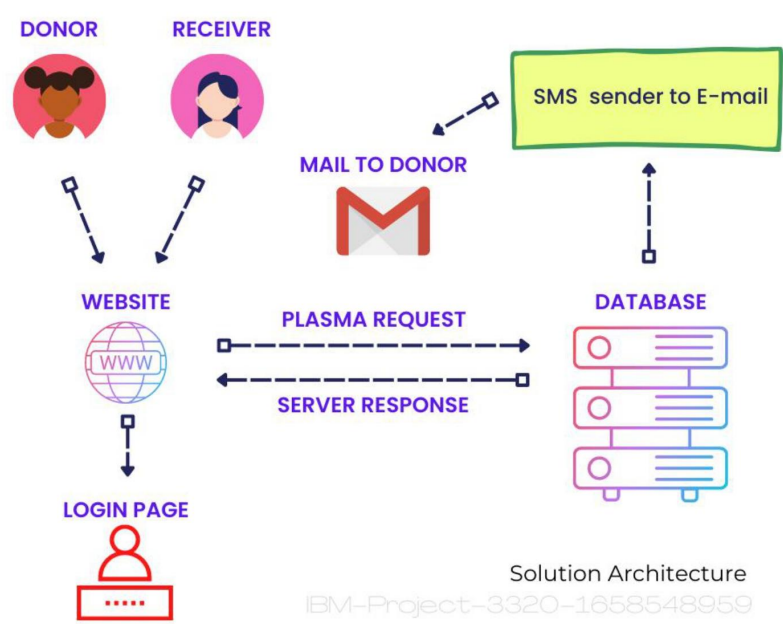 DONOR
RECEIVER
SMS sender to E-mail
MAIL TO DONOR
WEBSITE
DATABASE
PLASMA REQUEST
WWW
SERVER RESPONSE
LOGIN PAGE
Solution Architecture
IBM-Project-3320-1658548959